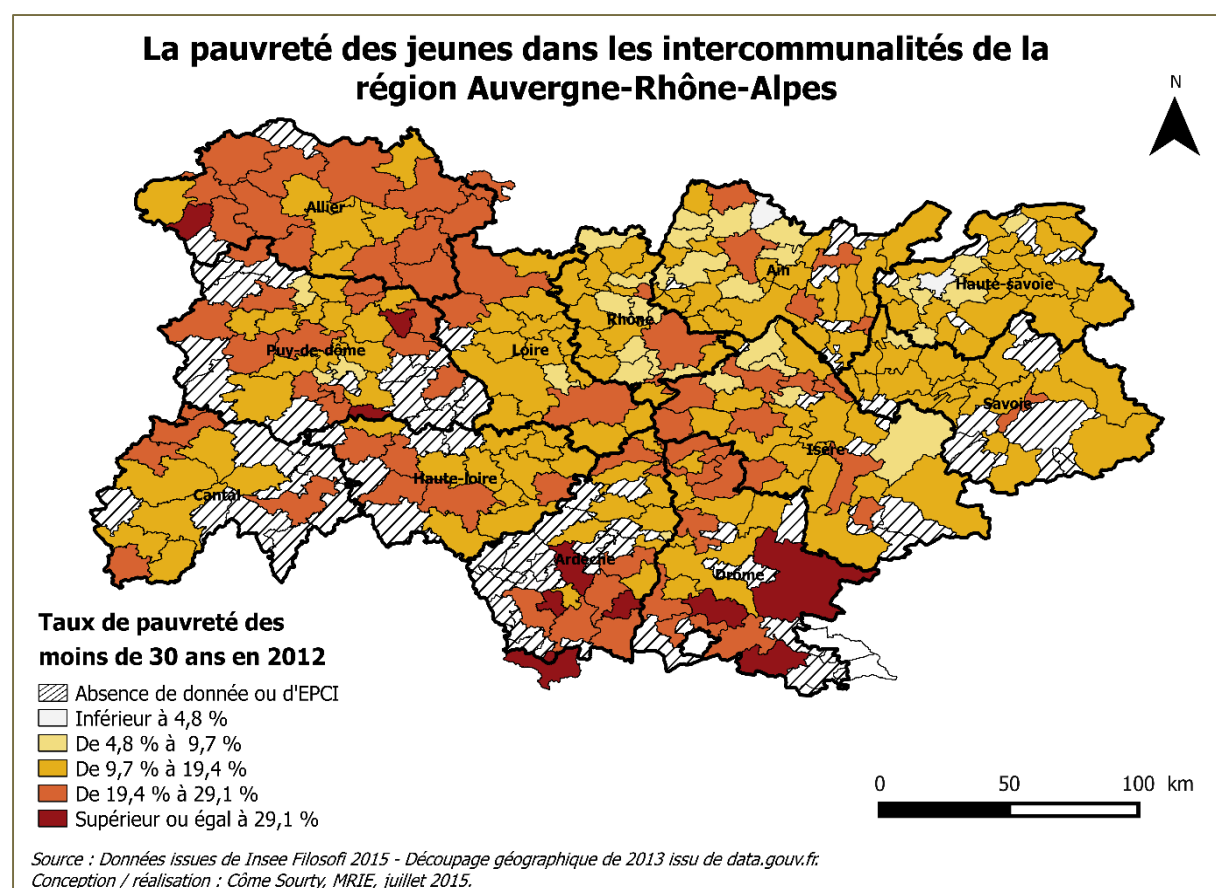 La pauvreté des jeunes dans les intercommunalités de la
région Auvergne-Rhône-Alpes
N
Allier
Ain
Haute-savoie
Rhône
Puy-de-dôme
Loire
Savoie
Isère
Haute-loire
Cantal
Ardèche
Drôme
Taux de pauvreté des
moins de 30 ans en 2012
Absence de donnée ou d'EPCI
Inférieur à 4,8 %
De 4,8 % à 9,7 %
De 9,7 % à 19,4 %
De 19,4 % à 29,1 %
Supérieur ou égal à 29,1 %
0 50 100 km
Source : Données issues de Insee Filosofi 2015 - Découpage géographique de 2013 issu de data.gouv.fr.
Conception / réalisation : Côme Sourty, MRIE, juillet 2015.